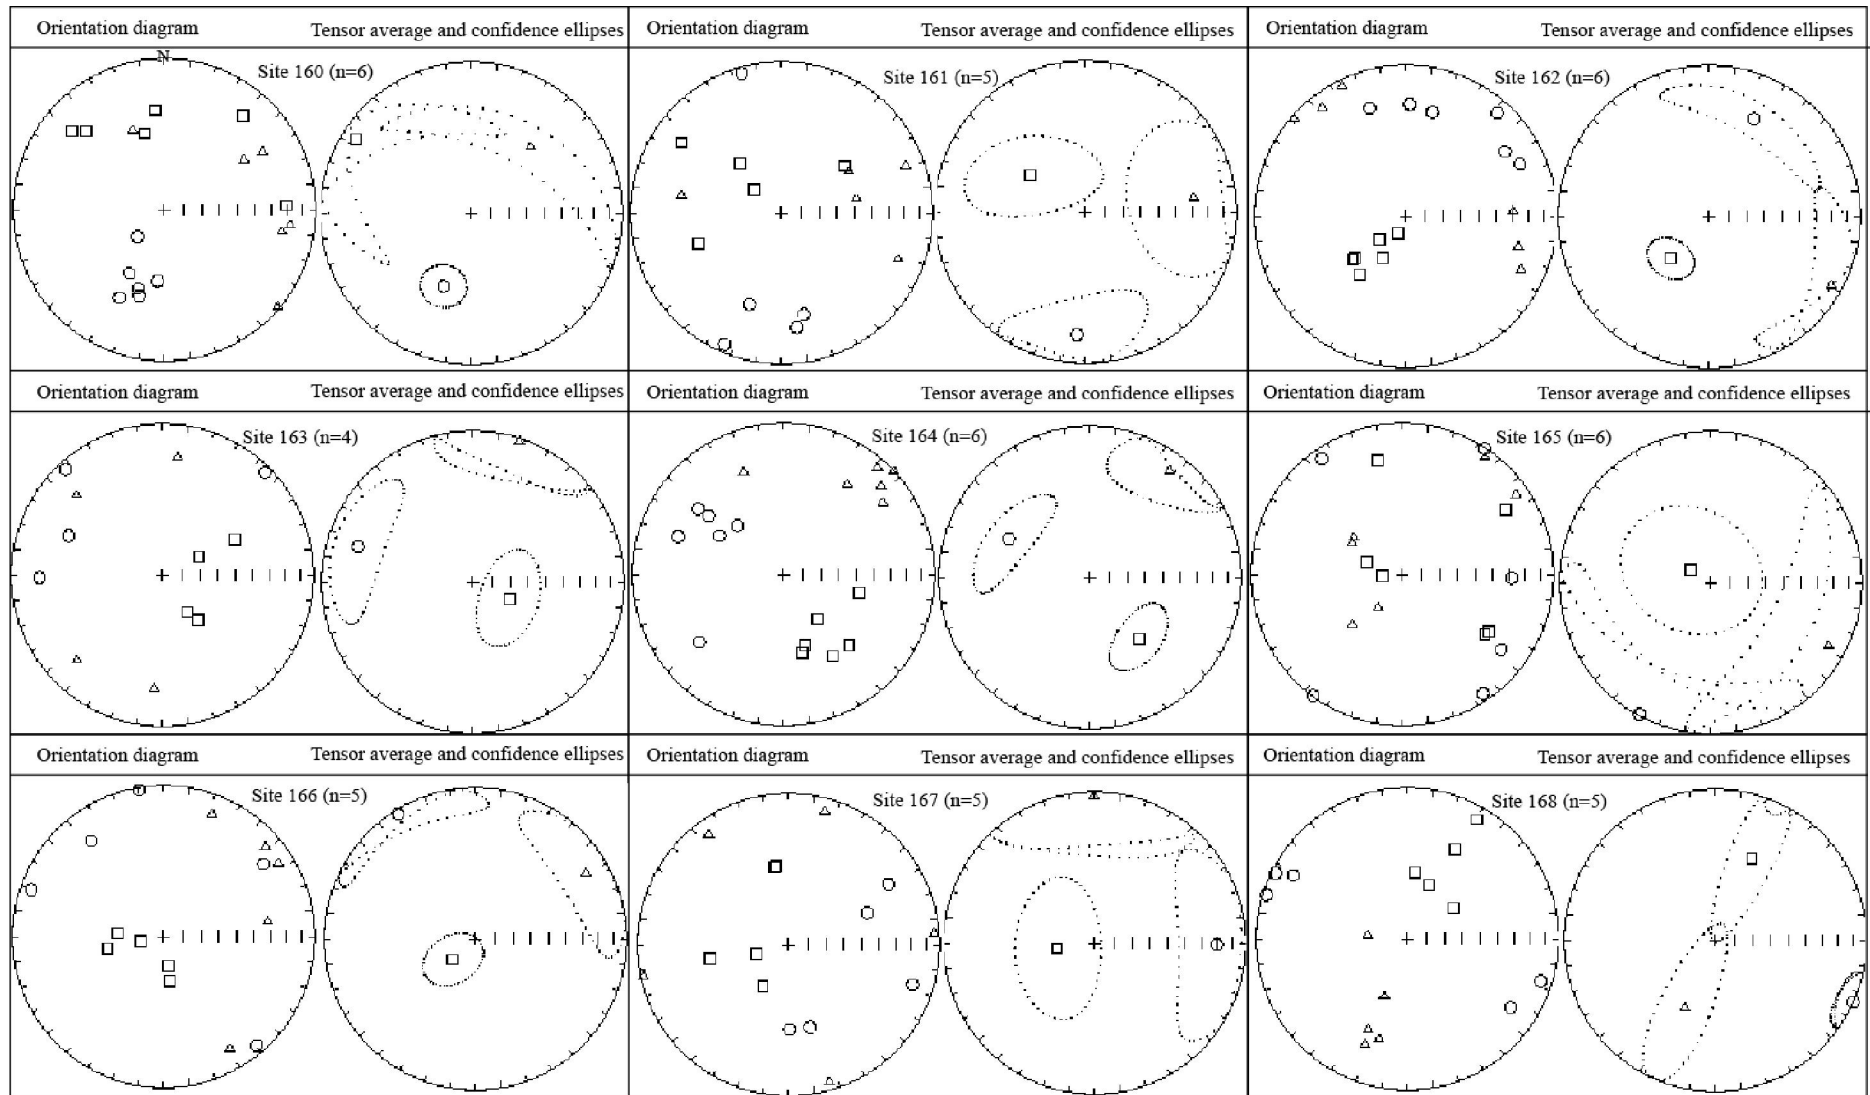 Orientation diagram Tensor average and confidence ellipses Orientation diagram Tensor average and confidence ellipses Orientation diagram Tensor average and confidence ellipses
N
Site 160 (n=6) Site 161 (n=5) Site 162 (n=6)
Orientation diagram Tensor average and confidence ellipses Orientation diagram Tensor average and confidence ellipses Orientation diagram Tensor average and confidence ellipses
Site 163 (n=4) Site 164 (n=6) Site 165 (n=6)
Orientation diagram Tensor average and confidence ellipses Orientation diagram Tensor average and confidence ellipses Orientation diagram Tensor average and confidence ellipses
Site 166 (n=5) Site 167 (n=5) Site 168 (n=5)